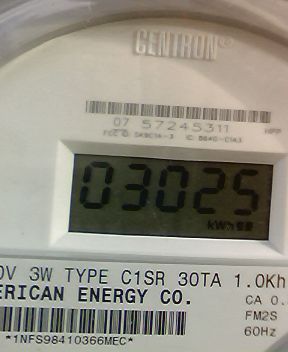 CENTRON®
07 57245311
HPP
03025
kWh
0V 3W TYPE C1SR 30TA 1.0Kh
ERICAN ENERGY CO.
CA 0.
FM2S
60Hz
*1NFS98410366MEC*